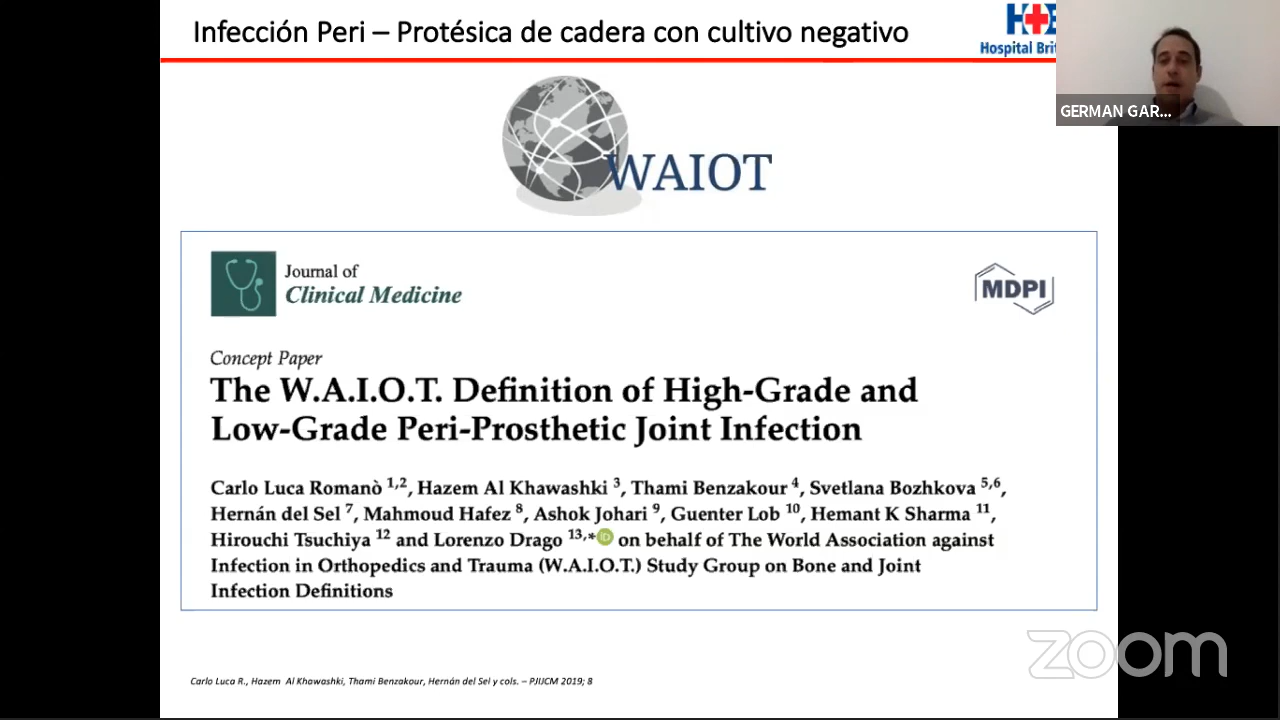 Infección Peri – Protésica de cadera con cultivo negativo
HB
Hospital Brit
GERMAN GAR...
WAIOT
Journal of
Clinical Medicine
MDPI
Concept Paper
The W.A.I.O.T. Definition of High-Grade and
Low-Grade Peri-Prosthetic Joint Infection
Carlo Luca Romanò 1,2, Hazem Al Khawashki 3, Thami Benzakour 4, Svetlana Bozhkova 5,6,
Hernán del Sel 7, Mahmoud Hafez 8, Ashok Johari 9, Guenter Lob 10, Hemant K Sharma 11,
Hirouchi Tsuchiya 12 and Lorenzo Drago 13,* iD on behalf of The World Association against
Infection in Orthopedics and Trauma (W.A.I.O.T.) Study Group on Bone and Joint
Infection Definitions
zoom
Carlo Luca R., Hazem Al Khawashki, Thami Benzakour, Hernán del Sel y cols. – PJIJCM 2019; 8